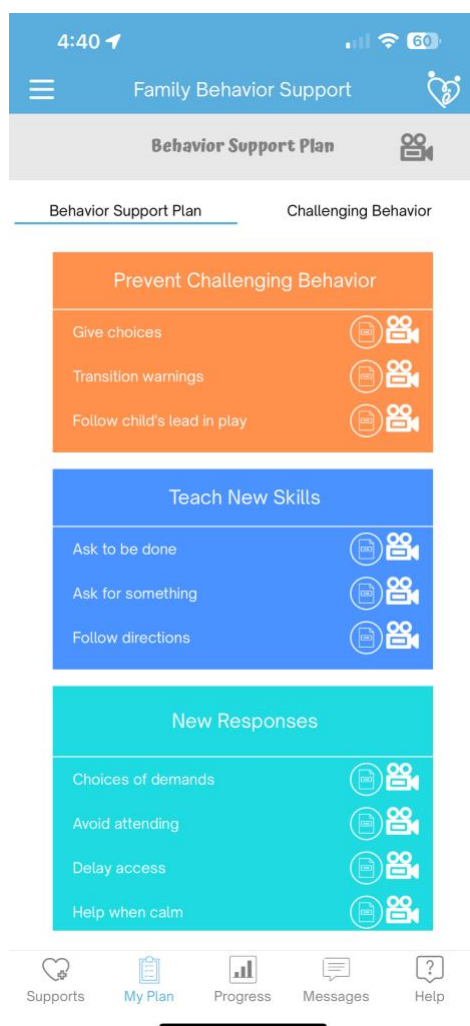 4:40
60
Family Behavior Support
Behavior Support Plan
Behavior Support Plan Challenging Behavior
Prevent Challenging Behavior
Give choices
Transition warnings
Follow child's lead in play
Teach New Skills
Ask to be done
Ask for something
Follow directions
New Responses
Choices of demands
Avoid attending
Delay access
Help when calm
Supports My Plan Progress Messages Help